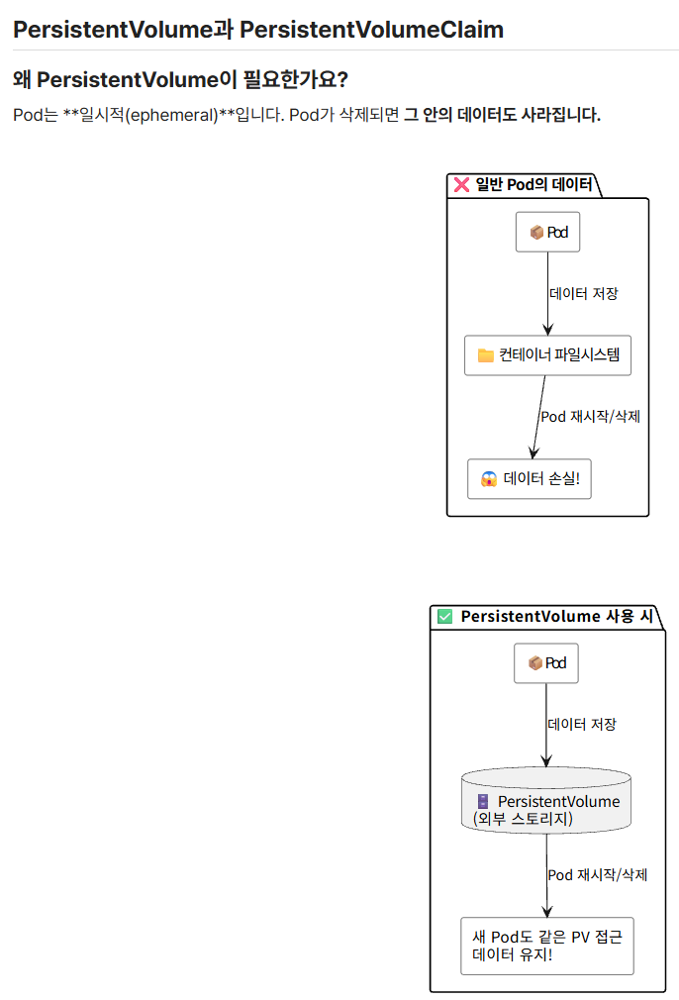 PersistentVolume과 PersistentVolumeClaim
왜 PersistentVolume이 필요한가요?
Pod는 **일시적(ephemeral)**입니다. Pod가 삭제되면 그 안의 데이터도 사라집니다.
❌ 일반 Pod의 데이터
📦 Pod
데이터 저장
📁 컨테이너 파일시스템
Pod 재시작/삭제
😱 데이터 손실!
✅ PersistentVolume 사용 시
📦 Pod
데이터 저장
🗄️ PersistentVolume
(외부 스토리지)
Pod 재시작/삭제
새 Pod도 같은 PV 접근
데이터 유지!